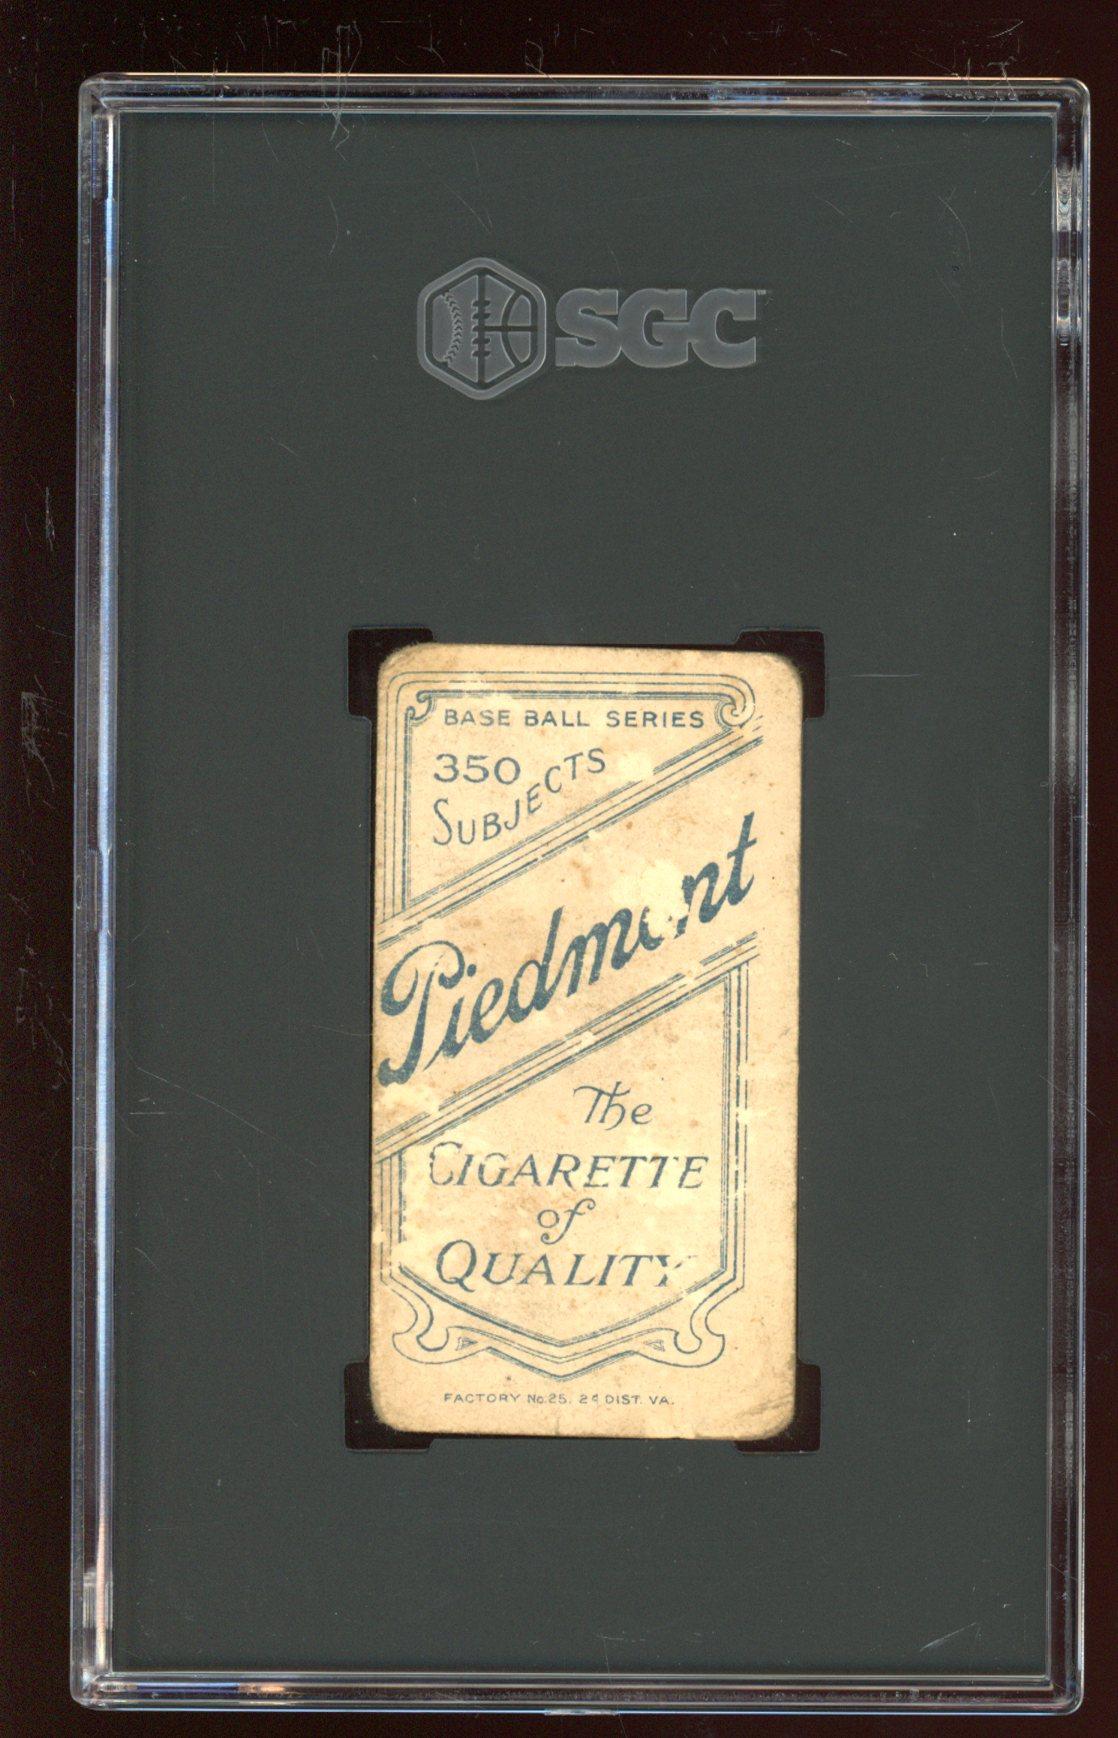 SGC
BASE BALL SERIES
350
SUBJECTS
Piedmont
The
CIGARETTE
of
QUALITY
FACTORY No. 25. 2d DIST. VA.